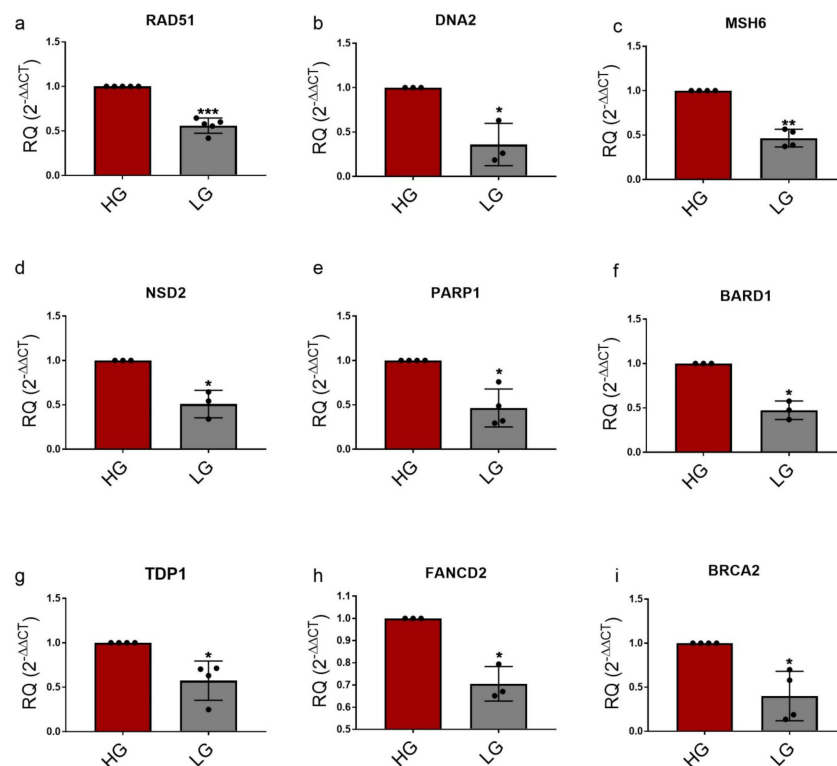 a
RAD51
RQ (2-ΔΔCT)
1.5
1.0
0.5
0.0
***
HG
LG
b
DNA2
RQ (2-ΔΔCT)
1.5
1.0
0.5
0.0
*
HG
LG
c
MSH6
RQ (2-ΔΔCT)
1.5
1.0
0.5
0.0
**
HG
LG
d
NSD2
RQ (2-ΔΔCT)
1.5
1.0
0.5
0.0
*
HG
LG
e
PARP1
RQ (2-ΔΔCT)
1.5
1.0
0.5
0.0
*
HG
LG
f
BARD1
RQ (2-ΔΔCT)
1.5
1.0
0.5
0.0
*
HG
LG
g
TDP1
RQ (2-ΔΔCT)
1.5
1.0
0.5
0.0
*
HG
LG
h
FANCD2
RQ (2-ΔΔCT)
1.1
1.0
0.9
0.8
0.7
0.6
0.5
*
HG
LG
i
BRCA2
RQ (2-ΔΔCT)
1.5
1.0
0.5
0.0
*
HG
LG